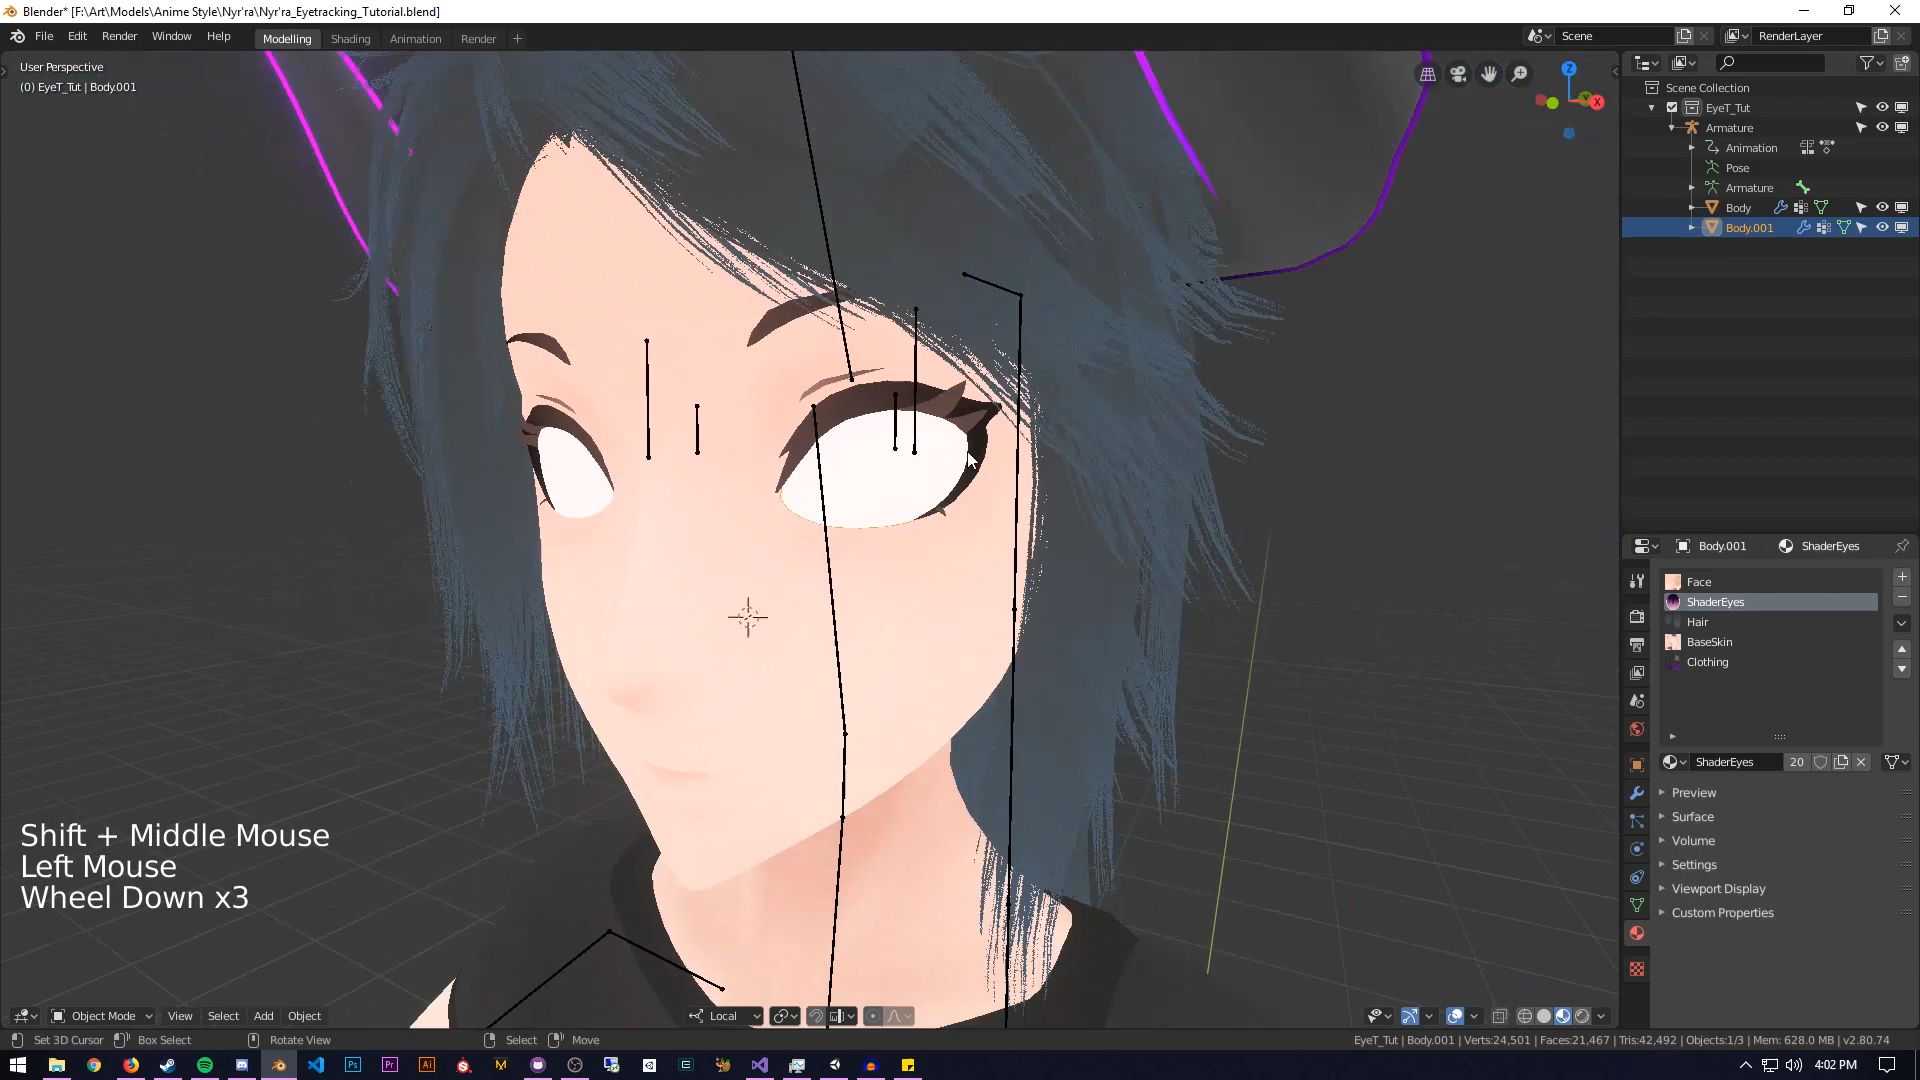 Blender* [F:\Art\Models\Anime Style\Nyr'ra\Nyr'ra_Eyetracking_Tutorial.blend]
File Edit Render Window Help
Modelling Shading Animation Render +
Scene RenderLayer
User Perspective
(0) EyeT_Tut | Body.001
Z
Y
X
Scene Collection
EyeT_Tut
Armature
Animation
Pose
Armature
Body
Body.001
Body.001 ShaderEyes
Face
ShaderEyes
Hair
BaseSkin
Clothing
ShaderEyes 20
Preview
Surface
Volume
Settings
Viewport Display
Custom Properties
Shift + Middle Mouse
Left Mouse
Wheel Down x3
Object Mode View Select Add Object
Local
Set 3D Cursor Box Select Rotate View Select Move
EyeT_Tut | Body.001 | Verts:24,501 | Faces:21,467 | Tris:42,492 | Objects:1/3 | Mem: 628.0 MB | v2.80.74
Ps Pr Ai M
4:02 PM